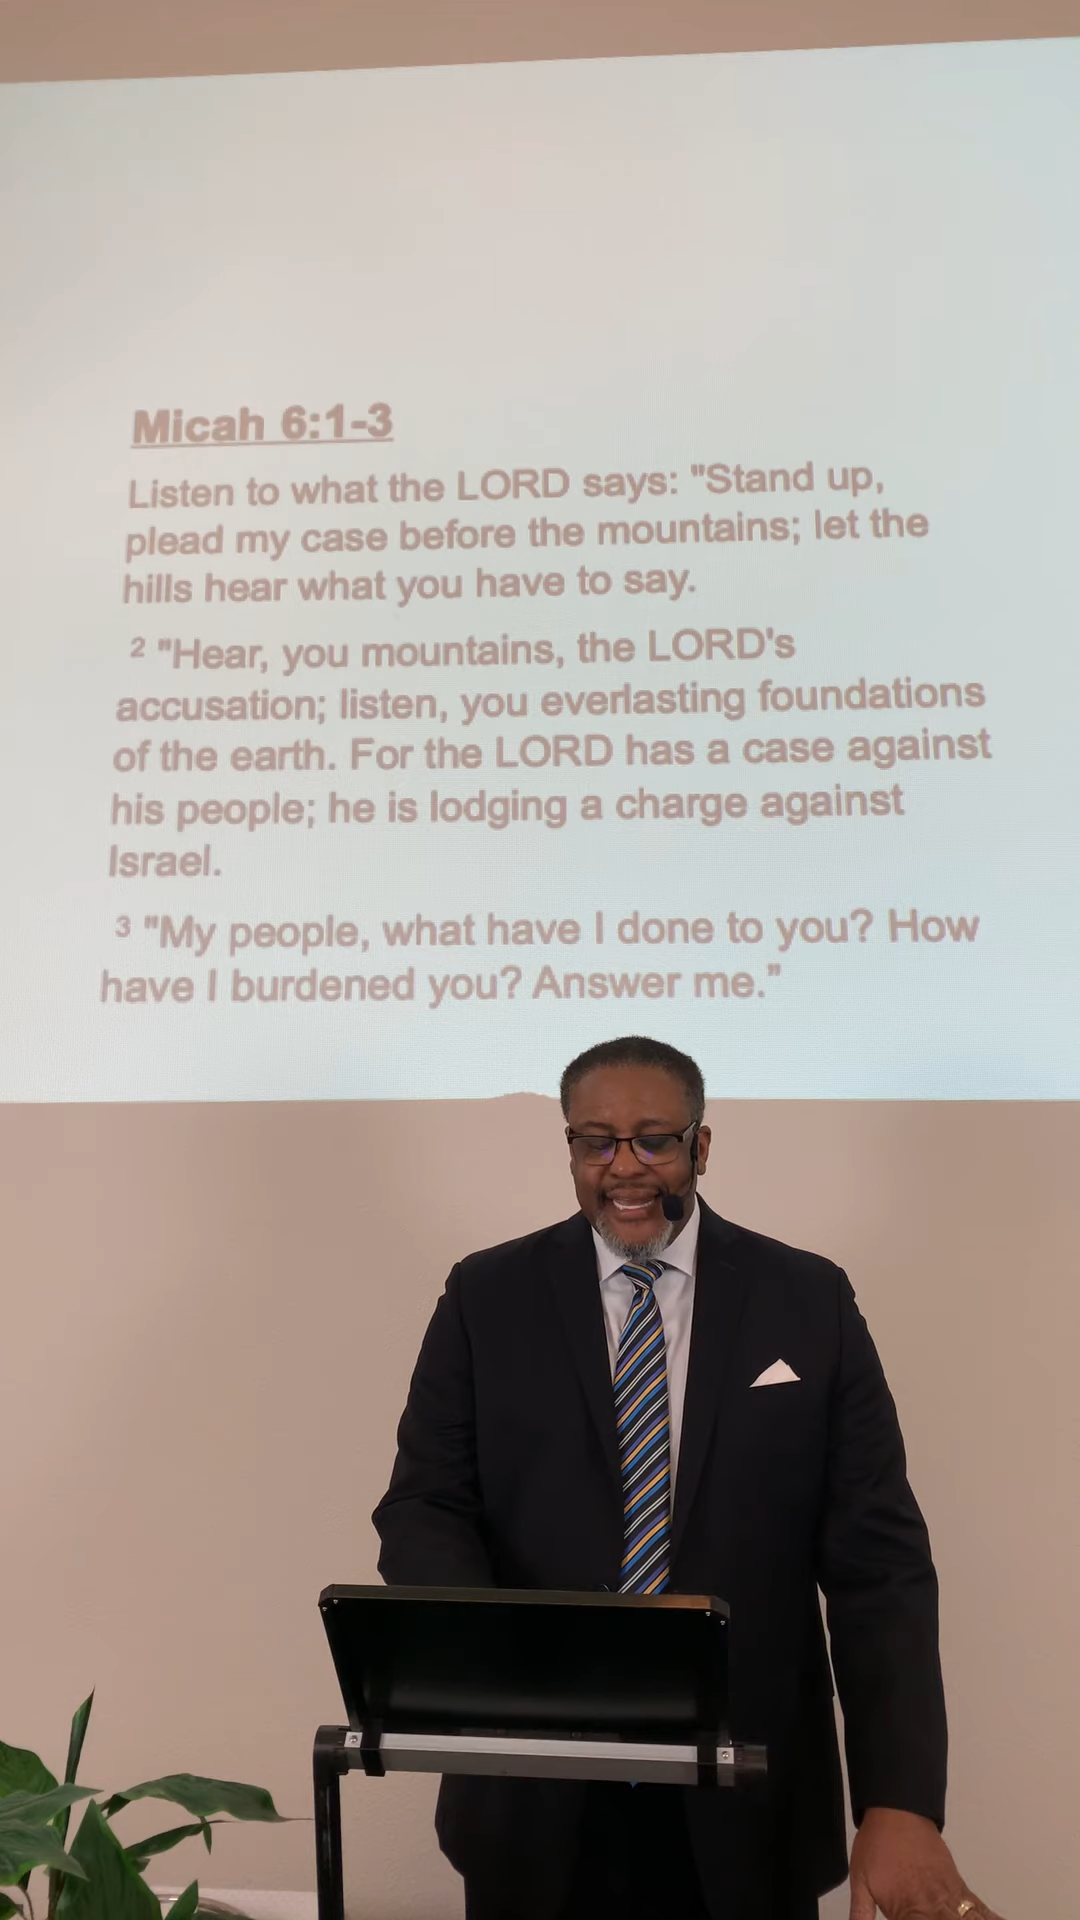 Micah 6:1-3
Listen to what the LORD says: "Stand up,
plead my case before the mountains; let the
hills hear what you have to say.
2 "Hear, you mountains, the LORD's
accusation; listen, you everlasting foundations
of the earth. For the LORD has a case against
his people; he is lodging a charge against
Israel.
3 "My people, what have I done to you? How
have I burdened you? Answer me.”